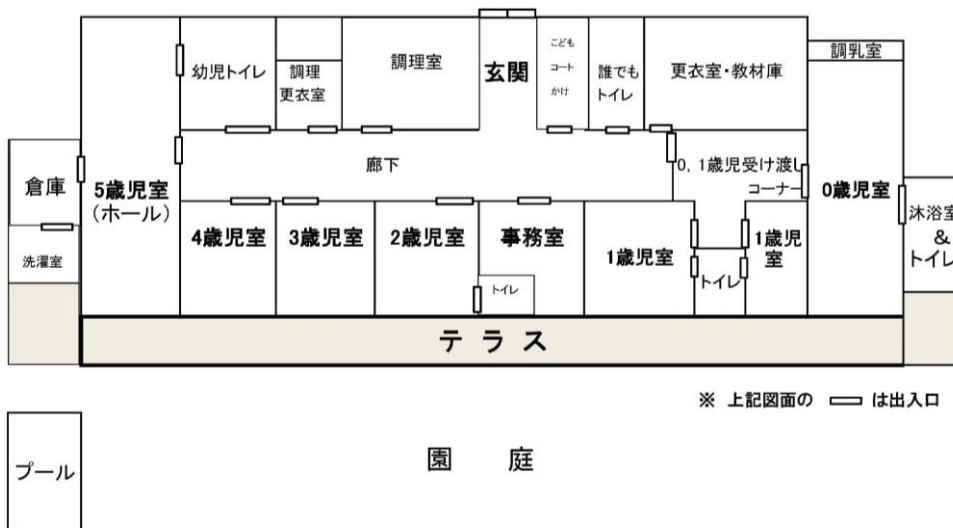 幼児トイレ
調理
更衣室
調理室
玄関
こども
コート
かけ
誰でも
トイレ
更衣室・教材庫
調乳室
倉庫
洗濯室
5歳児室
(ホール)
廊下
0, 1歳児受け渡し
コーナー
0歳児室
沐浴室
&
トイレ
4歳児室
3歳児室
2歳児室
事務室
トイレ
1歳児室
トイレ
1歳児
室
テラス
※ 上記図面の は出入口
プール
園 庭